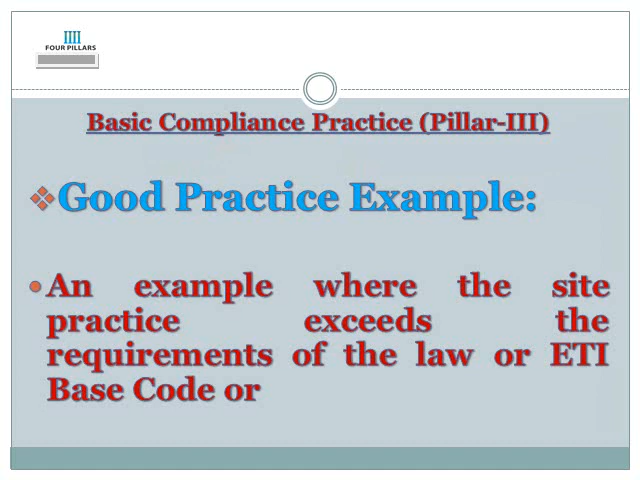 FOUR PILLARS
Basic Compliance Practice (Pillar-III)
Good Practice Example:
An example where the site
practice exceeds the
requirements of the law or ETI
Base Code or